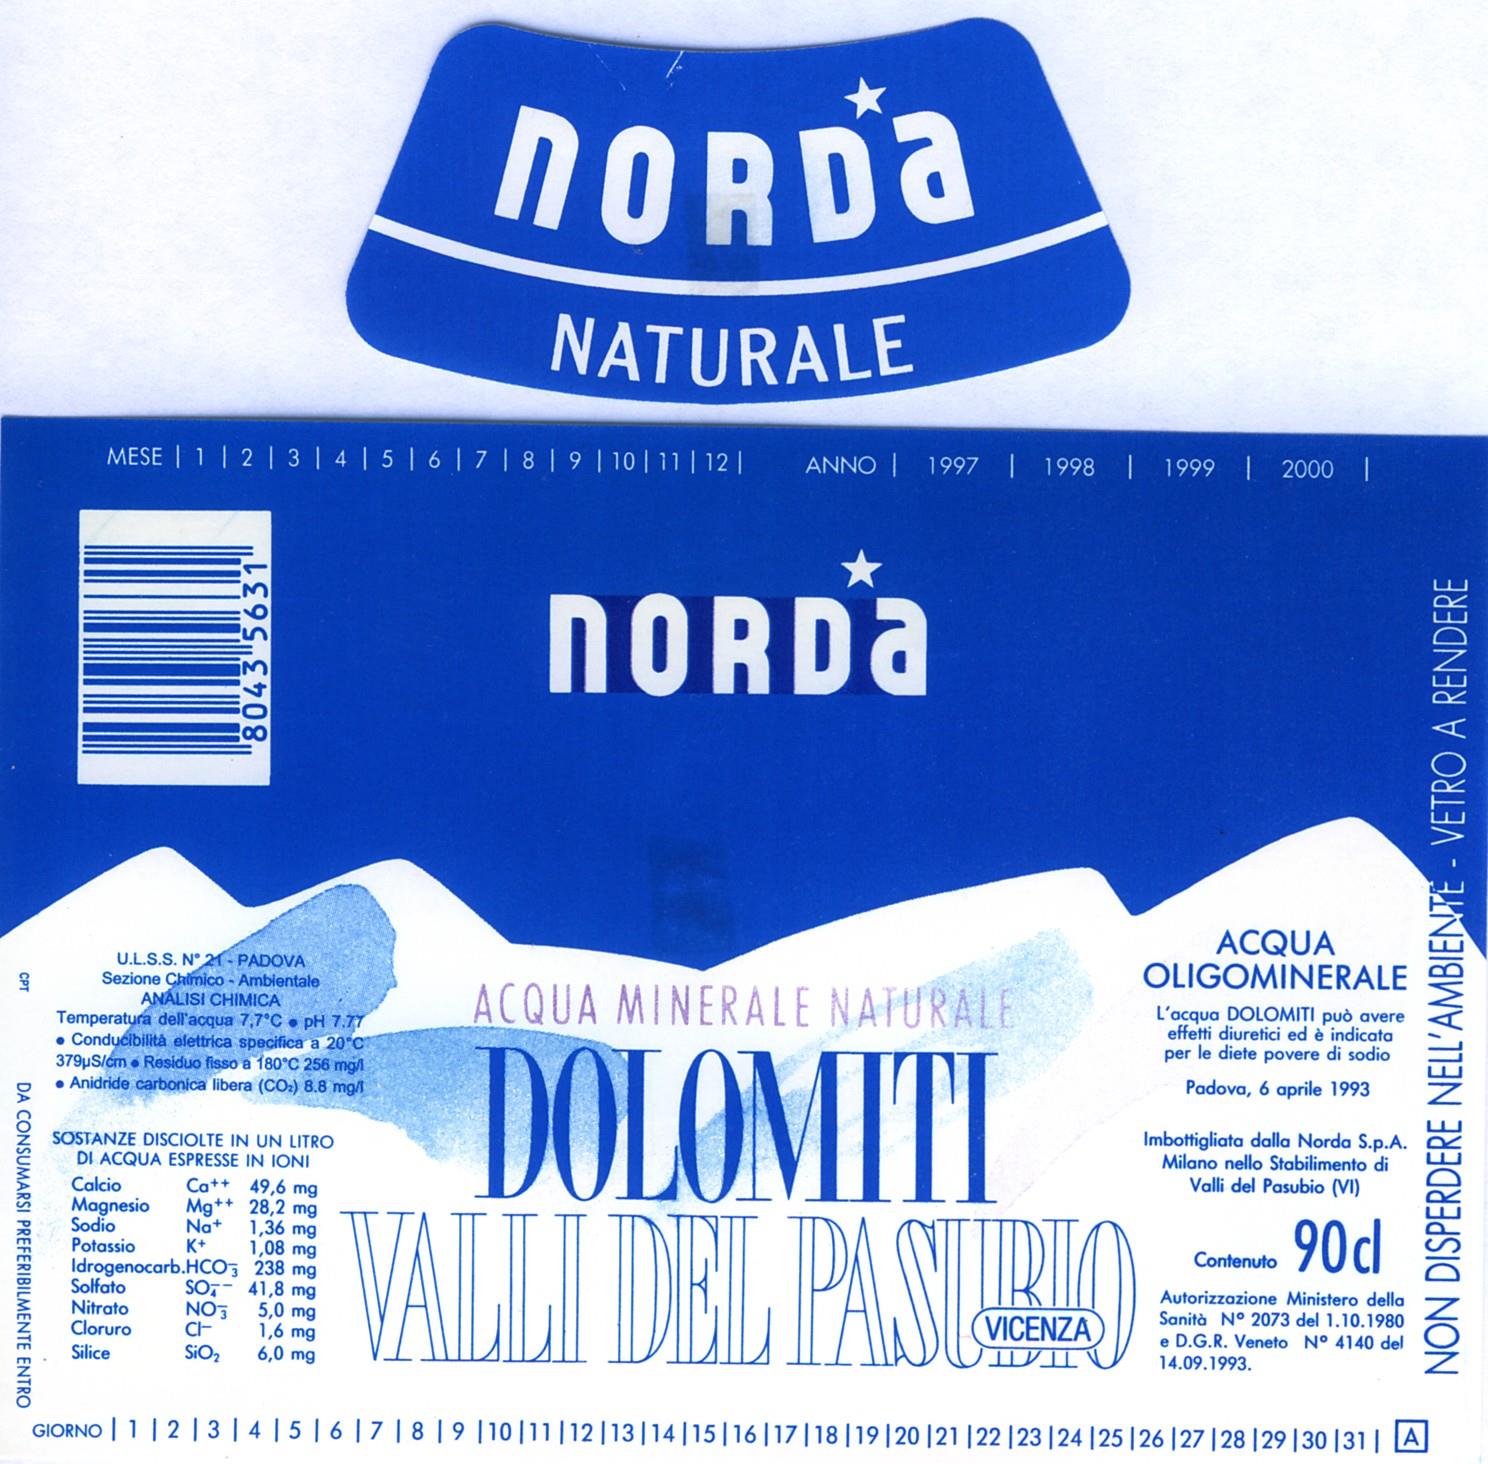 NORDA
NATURALE
MESE | 1 | 2 | 3 | 4 | 5 | 6 | 7 | 8 | 9 | 10 | 11 | 12 | ANNO | 1997 | 1998 | 1999 | 2000 |
8043 5631
NORDA
U.L.S.S. N° 21 - PADOVA
Sezione Chimico - Ambientale
ANALISI CHIMICA
Temperatura dell'acqua 7,7°C ● pH 7.77
● Conducibilità elettrica specifica a 20°C
379µS/cm ● Residuo fisso a 180°C 256 mg/l
● Anidride carbonica libera (CO₂) 8.8 mg/l
SOSTANZE DISCIOLTE IN UN LITRO
DI ACQUA ESPRESSE IN IONI
Calcio Ca++ 49,6 mg
Magnesio Mg++ 28,2 mg
Sodio Na+ 1,36 mg
Potassio K+ 1,08 mg
Idrogenocarb. HCO₃⁻ 238 mg
Solfato SO₄⁻⁻ 41,8 mg
Nitrato NO₃⁻ 5,0 mg
Cloruro Cl⁻ 1,6 mg
Silice SiO₂ 6,0 mg
CPT
DA CONSUMARSI PREFERIBILMENTE ENTRO
ACQUA MINERALE NATURALE
DOLOMITI
VALLI DEL PASUBIO
VICENZA
ACQUA
OLIGOMINERALE
L'acqua DOLOMITI può avere
effetti diuretici ed è indicata
per le diete povere di sodio
Padova, 6 aprile 1993
Imbottigliata dalla Norda S.p.A.
Milano nello Stabilimento di
Valli del Pasubio (VI)
Contenuto 90 cl
Autorizzazione Ministero della
Sanità N° 2073 del 1.10.1980
e D.G.R. Veneto N° 4140 del
14.09.1993.
NON DISPERDERE NELL'AMBIENTE - VETRO A RENDERE
GIORNO | 1 | 2 | 3 | 4 | 5 | 6 | 7 | 8 | 9 | 10 | 11 | 12 | 13 | 14 | 15 | 16 | 17 | 18 | 19 | 20 | 21 | 22 | 23 | 24 | 25 | 26 | 27 | 28 | 29 | 30 | 31 | A